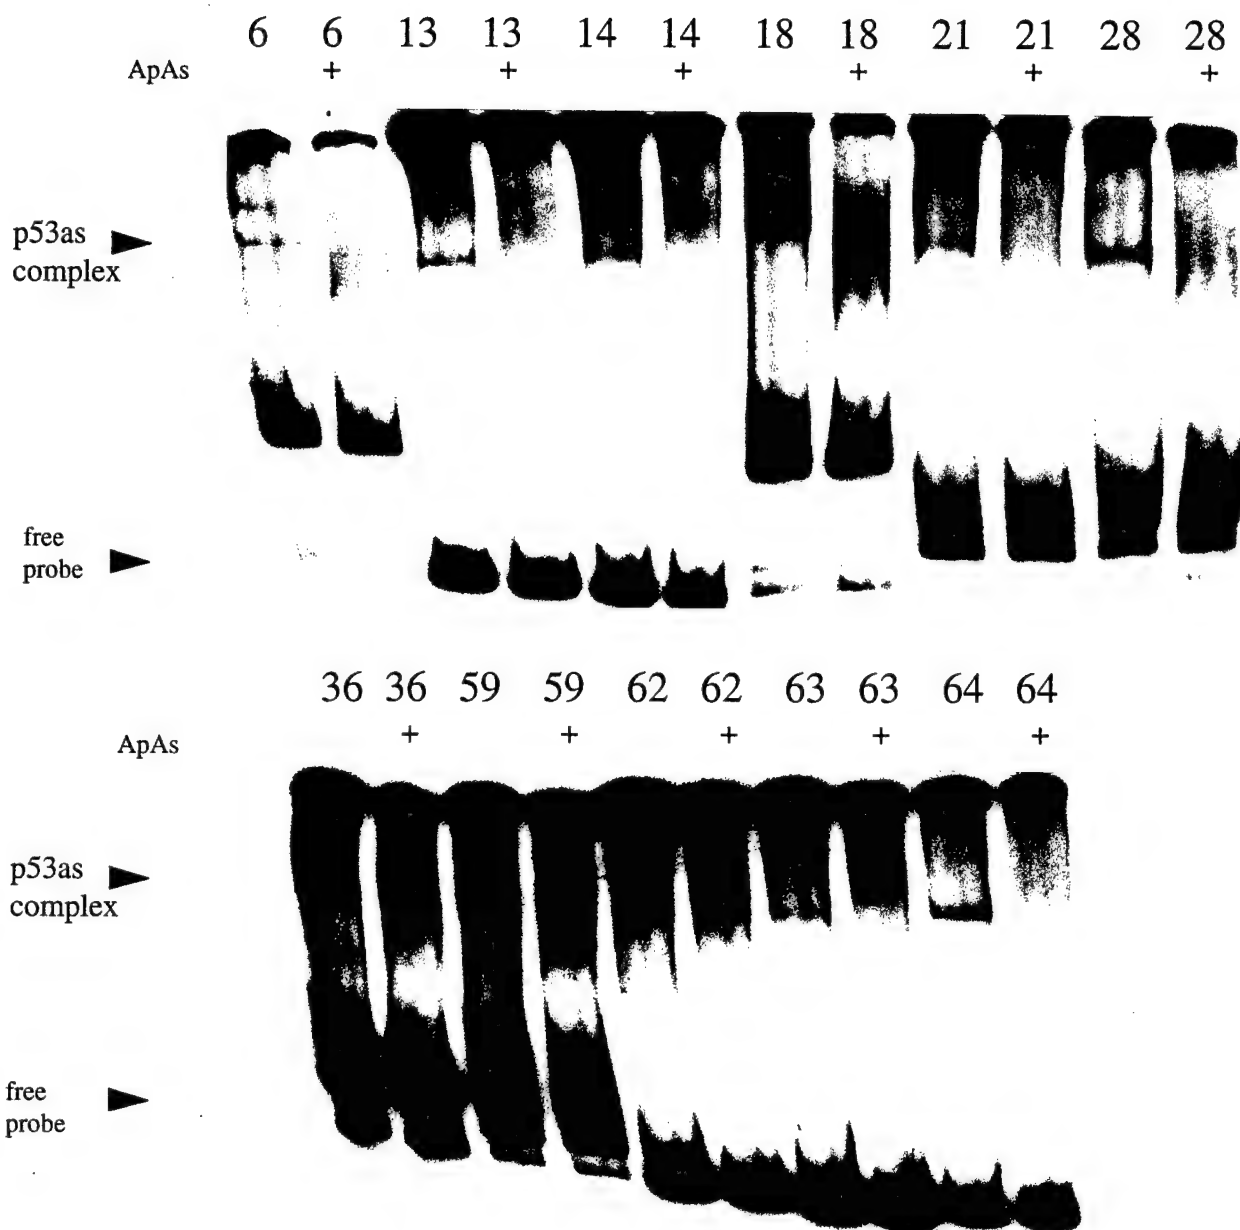 6 6 13 13 14 14 18 18 21 21 28 28
ApAs + + + + + +
p53as
complex
free
probe
36 36 59 59 62 62 63 63 64 64
ApAs + + + + +
p53as
complex
free
probe